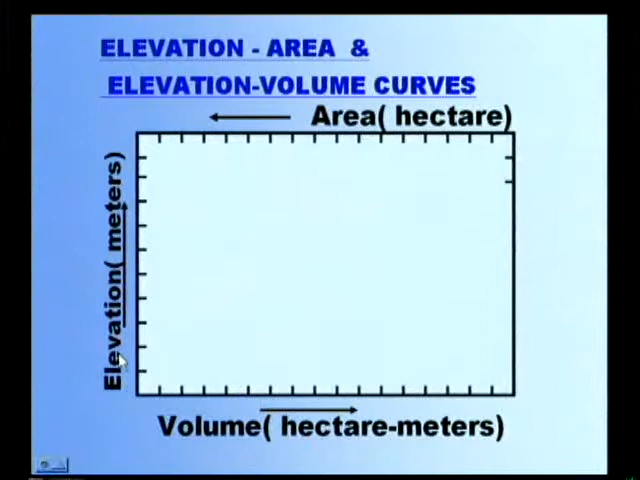 ELEVATION - AREA &
ELEVATION-VOLUME CURVES
Area( hectare)
Elevation( meters)
Volume( hectare-meters)